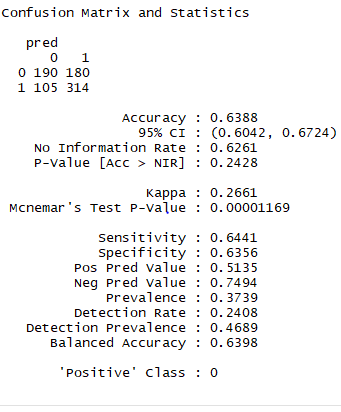 Confusion Matrix and Statistics
pred
0 1
0 190 180
1 105 314
Accuracy : 0.6388
95% CI : (0.6042, 0.6724)
No Information Rate : 0.6261
P-Value [Acc > NIR] : 0.2428
Kappa : 0.2661
Mcnemar's Test P-Value : 0.00001169
Sensitivity : 0.6441
Specificity : 0.6356
Pos Pred Value : 0.5135
Neg Pred Value : 0.7494
Prevalence : 0.3739
Detection Rate : 0.2408
Detection Prevalence : 0.4689
Balanced Accuracy : 0.6398
'Positive' Class : 0